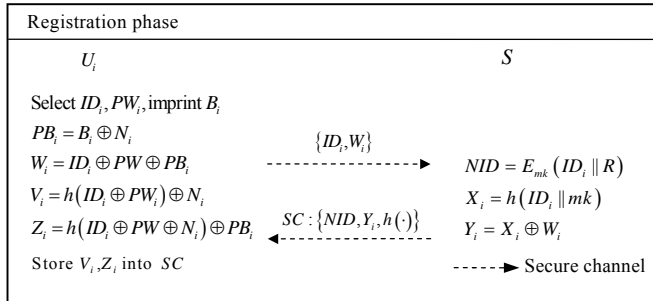 Registration phase
U_i S
Select ID_i, PW_i, imprint B_i
PB_i = B_i ⊕ N_i
{ID_i, W_i}
W_i = ID_i ⊕ PW ⊕ PB_i NID = E_mk(ID_i || R)
V_i = h(ID_i ⊕ PW_i) ⊕ N_i X_i = h(ID_i || mk)
SC : {NID, Y_i, h(·)}
Z_i = h(ID_i ⊕ PW ⊕ N_i) ⊕ PB_i Y_i = X_i ⊕ W_i
Store V_i, Z_i into SC Secure channel